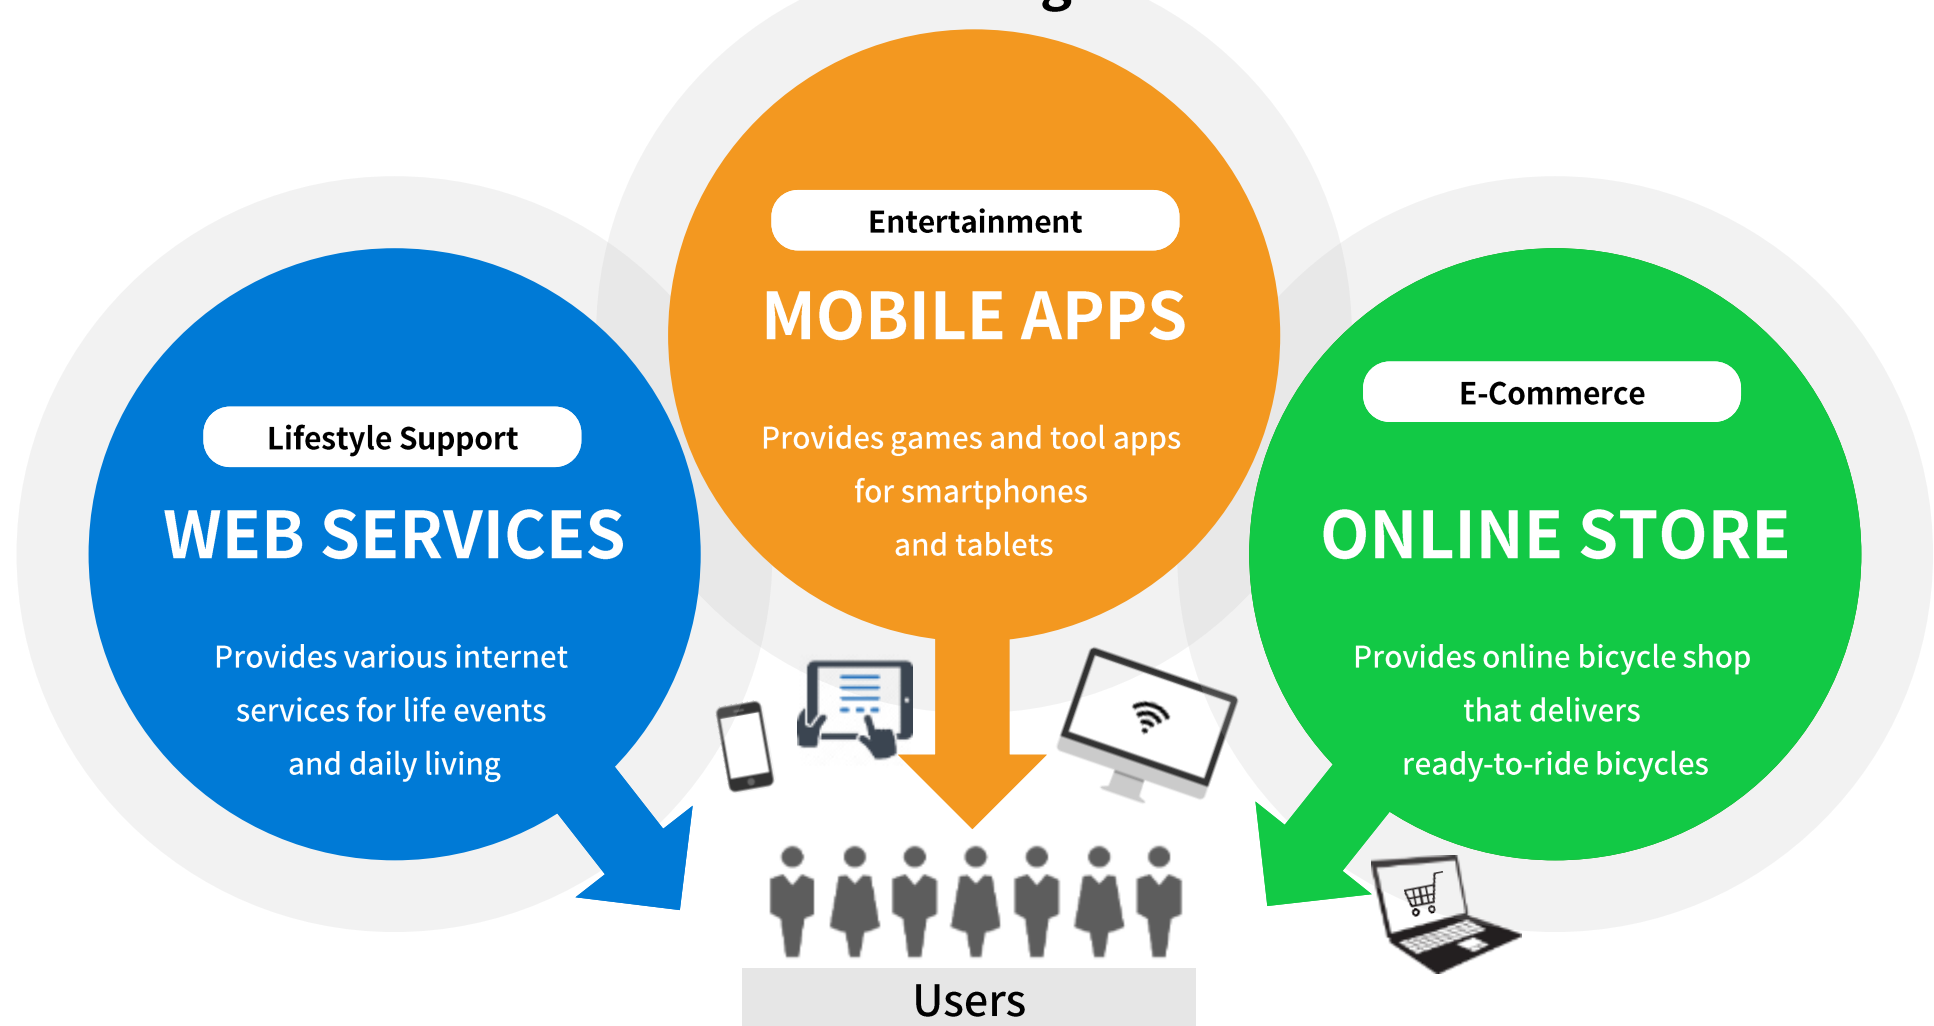 Entertainment
MOBILE APPS
Provides games and tool apps
for smartphones
and tablets
Lifestyle Support
WEB SERVICES
Provides various internet
services for life events
and daily living
E-Commerce
ONLINE STORE
Provides online bicycle shop
that delivers
ready-to-ride bicycles
Users